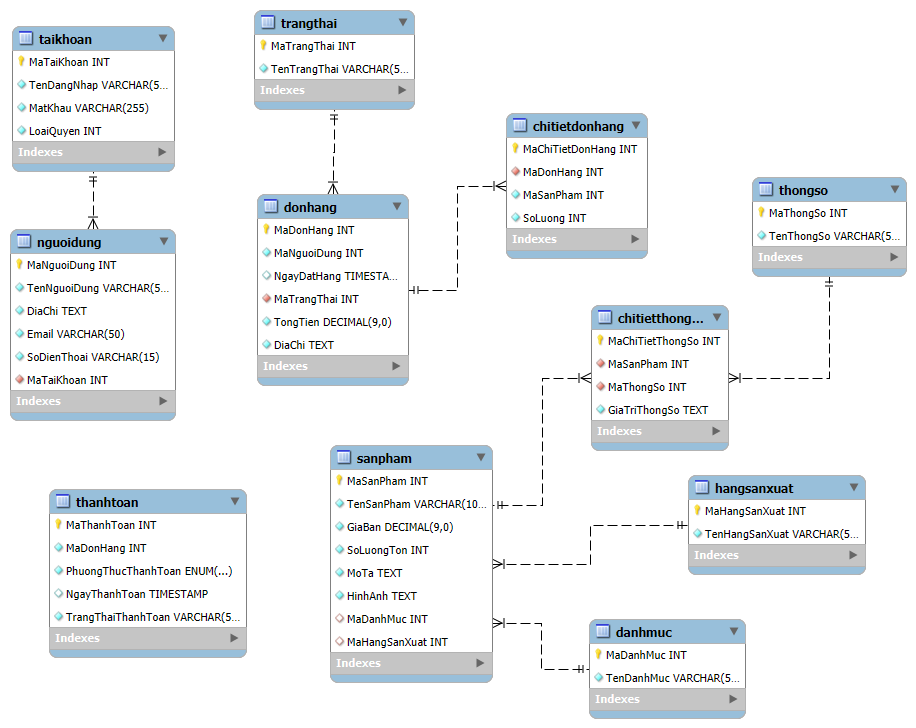 taikhoan
MaTaiKhoan INT
TenDangNhap VARCHAR(5...
MatKhau VARCHAR(255)
LoaiQuyen INT
Indexes
trangthai
MaTrangThai INT
TenTrangThai VARCHAR(5...
Indexes
chitietdonhang
MaChiTietDonHang INT
MaDonHang INT
MaSanPham INT
SoLuong INT
Indexes
thongso
MaThongSo INT
TenThongSo VARCHAR(5...
Indexes
nguoidung
MaNguoiDung INT
TenNguoiDung VARCHAR(5...
DiaChi TEXT
Email VARCHAR(50)
SoDienThoai VARCHAR(15)
MaTaiKhoan INT
Indexes
donhang
MaDonHang INT
MaNguoiDung INT
NgayDatHang TIMESTA...
MaTrangThai INT
TongTien DECIMAL(9,0)
DiaChi TEXT
Indexes
chitietthong...
MaChiTietThongSo INT
MaSanPham INT
MaThongSo INT
GiaTriThongSo TEXT
Indexes
sanpham
MaSanPham INT
TenSanPham VARCHAR(10...
GiaBan DECIMAL(9,0)
SoLuongTon INT
MoTa TEXT
HinhAnh TEXT
MaDanhMuc INT
MaHangSanXuat INT
Indexes
thanhtoan
MaThanhToan INT
MaDonHang INT
PhuongThucThanhToan ENUM(...)
NgayThanhToan TIMESTAMP
TrangThaiThanhToan VARCHAR(5...
Indexes
hangsanxuat
MaHangSanXuat INT
TenHangSanXuat VARCHAR(5...
Indexes
danhmuc
MaDanhMuc INT
TenDanhMuc VARCHAR(5...
Indexes